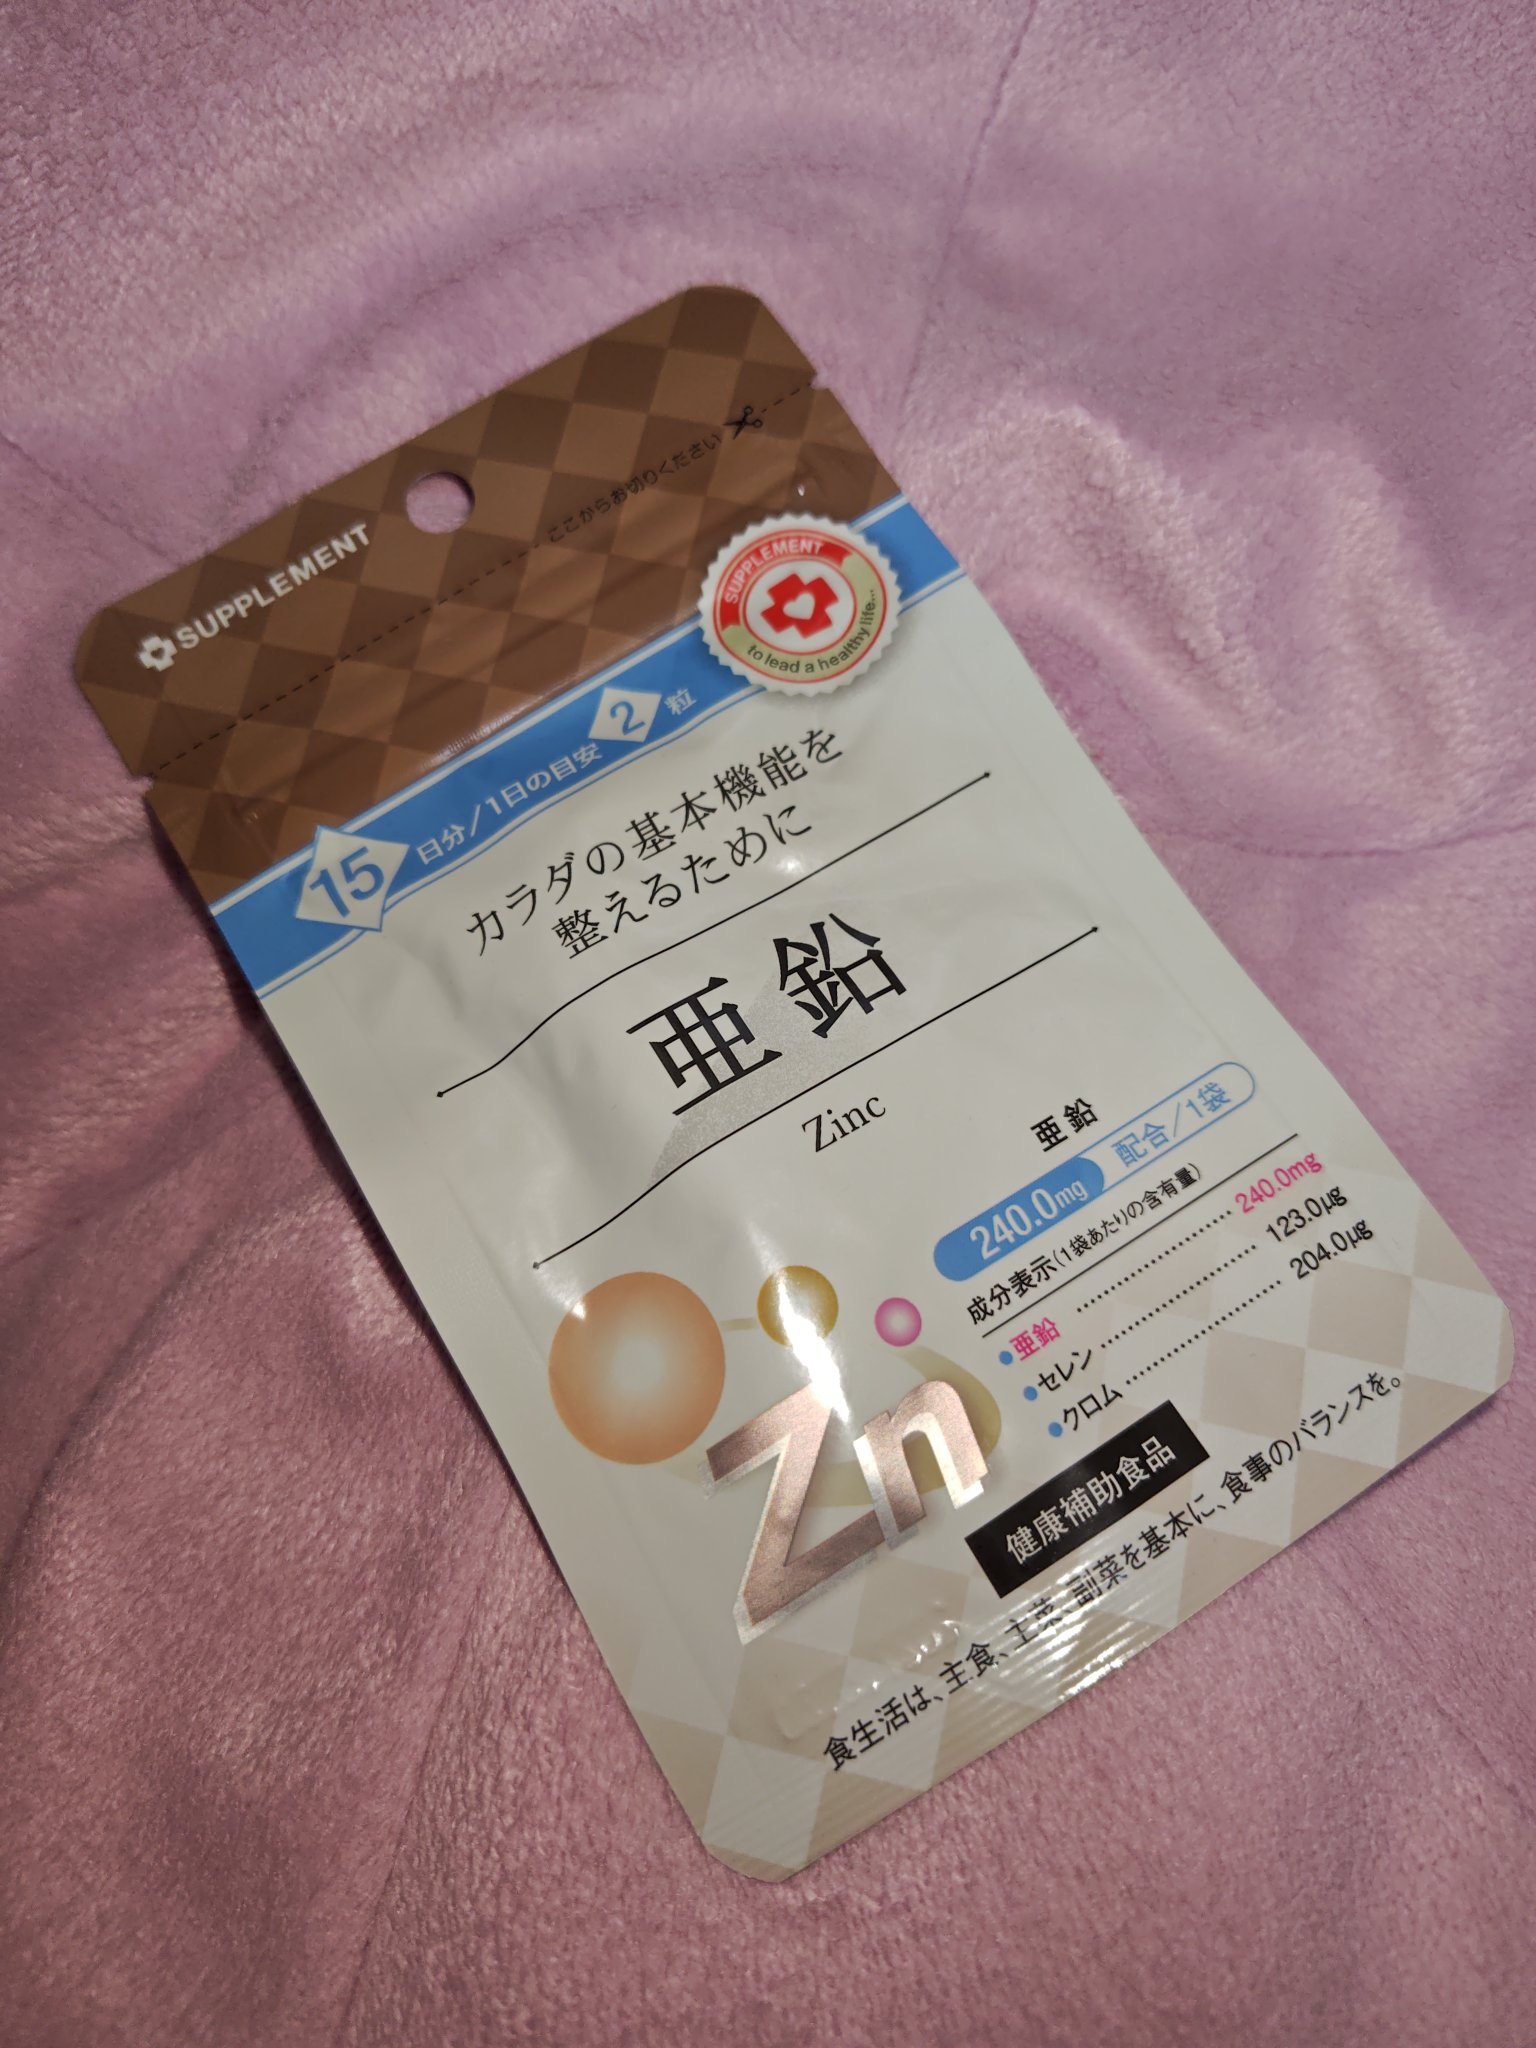 SUPPLEMENT
ここからお切りください
SUPPLEMENT
to lead a healthy life...
15日分/1日の目安2粒
カラダの基本機能を
整えるために
亜鉛
Zinc
亜鉛
240.0mg 配合/1袋
成分表示(1袋あたりの含有量)
●亜鉛 ………………… 240.0mg
●セレン ………………… 123.0μg
●クロム ………………… 204.0μg
Zn
健康補助食品
食生活は、主食、主菜、副菜を基本に、食事のバランスを。